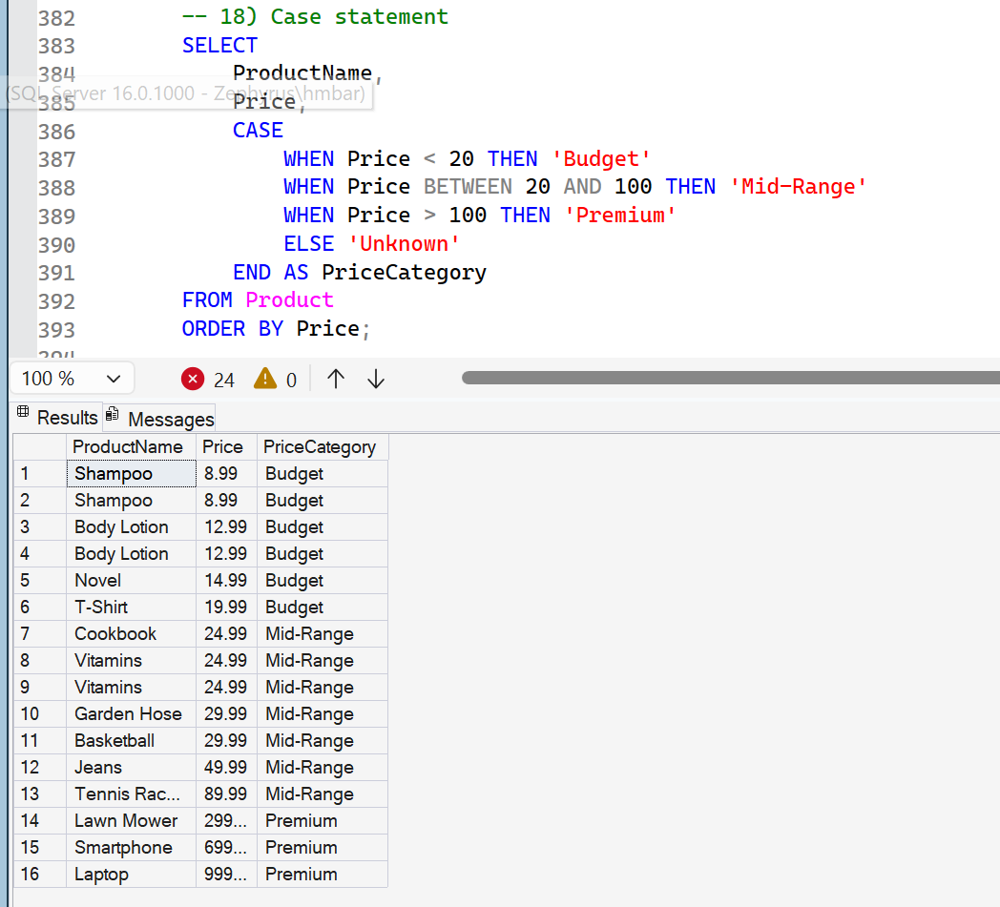 382 -- 18) Case statement
383 SELECT
384 ProductName,
(SQL Server 16.0.1000 - Zephyrus\hmbar)
385 Price,
386 CASE
387 WHEN Price < 20 THEN 'Budget'
388 WHEN Price BETWEEN 20 AND 100 THEN 'Mid-Range'
389 WHEN Price > 100 THEN 'Premium'
390 ELSE 'Unknown'
391 END AS PriceCategory
392 FROM Product
393 ORDER BY Price;
394
100 % 24 0
Results Messages
ProductName Price PriceCategory
1 Shampoo 8.99 Budget
2 Shampoo 8.99 Budget
3 Body Lotion 12.99 Budget
4 Body Lotion 12.99 Budget
5 Novel 14.99 Budget
6 T-Shirt 19.99 Budget
7 Cookbook 24.99 Mid-Range
8 Vitamins 24.99 Mid-Range
9 Vitamins 24.99 Mid-Range
10 Garden Hose 29.99 Mid-Range
11 Basketball 29.99 Mid-Range
12 Jeans 49.99 Mid-Range
13 Tennis Rac... 89.99 Mid-Range
14 Lawn Mower 299... Premium
15 Smartphone 699... Premium
16 Laptop 999... Premium